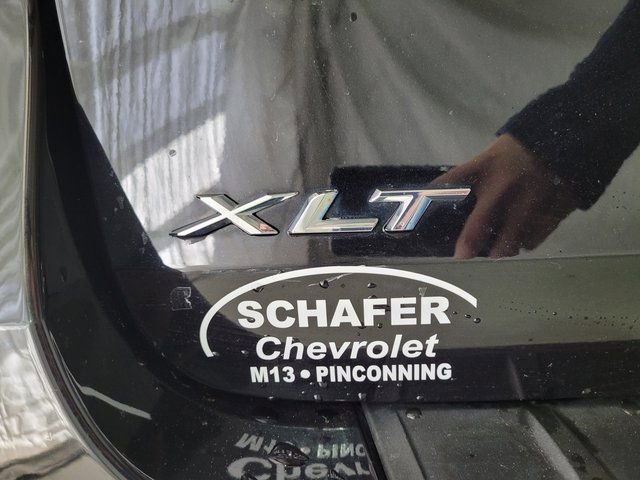 XLT
SCHAFER
Chevrolet
M13 • PINCONNING